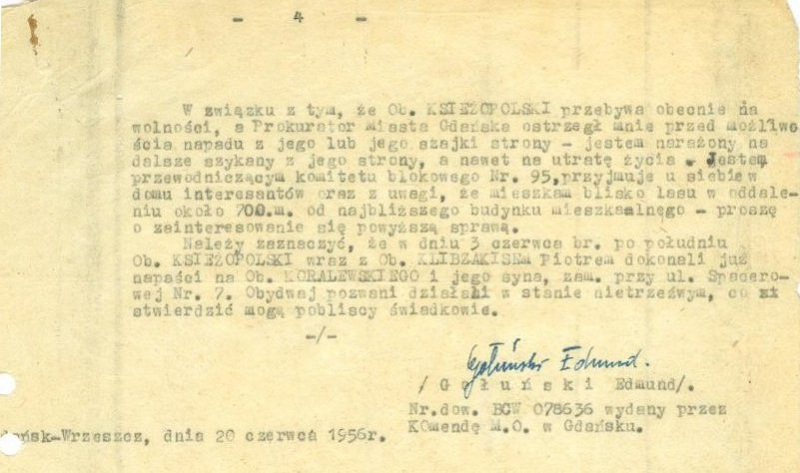 - 4 -
W związku z tym, że Ob. KSIEŻOPOLSKI przebywa obecnie na
wolności, a Prokurator Miasta Gdańska ostrzegł mnie przed możliwo
ścia napadu z jego lub jego szajki strony - jestem narażony na
dalsze szykany z jego strony, a nawet na utratę życia . Jestem
przewodniczącym komitetu blokowego Nr. 95,przyjmuje u siebie w
domu interesantów oraz z uwagi, że mieszkam blisko lasu w oddale-
niu około 700.m. od najbliższego budynku mieszkaalnego - proszę
o zainteresowanie się powyższą sprawą.
Należy zaznaczyć, że w dniu 3 czerwca br. po południu
Ob. KSIEŻOPOLSKI wraz z Ob. KLIBZAKISEM Piotrem dokonali już
napaści na Ob. KORALEWSKIEGO i jego syna, zam. przy ul. Spacero-
wej Nr. 7. Obydwaj pozwani działali w stanie nietrzeźwym, co
stwierdzić mogą pobliscy świadkowie.
-/-
Gołuński Edmund.
/ G o ł u ń s k i Edmund/.
Nr.dow. BCW 078636 wydany przez
KOmendę M.O. w Gdańsku.
dańsk-Wrzeszcz, dnia 20 czerwca 1956r.